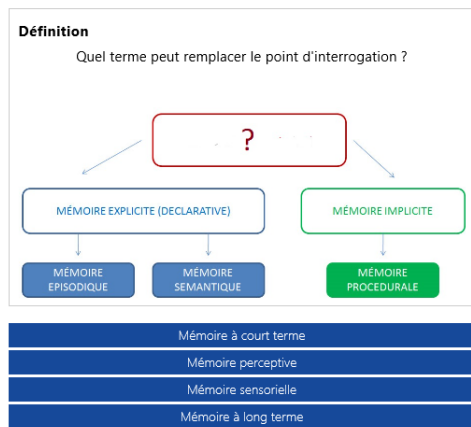 Définition
Quel terme peut remplacer le point d'interrogation ?
?
MÉMOIRE EXPLICITE (DECLARATIVE)
MÉMOIRE IMPLICITE
MÉMOIRE
EPISODIQUE
MÉMOIRE
SEMANTIQUE
MÉMOIRE
PROCEDURALE
Mémoire à court terme
Mémoire perceptive
Mémoire sensorielle
Mémoire à long terme